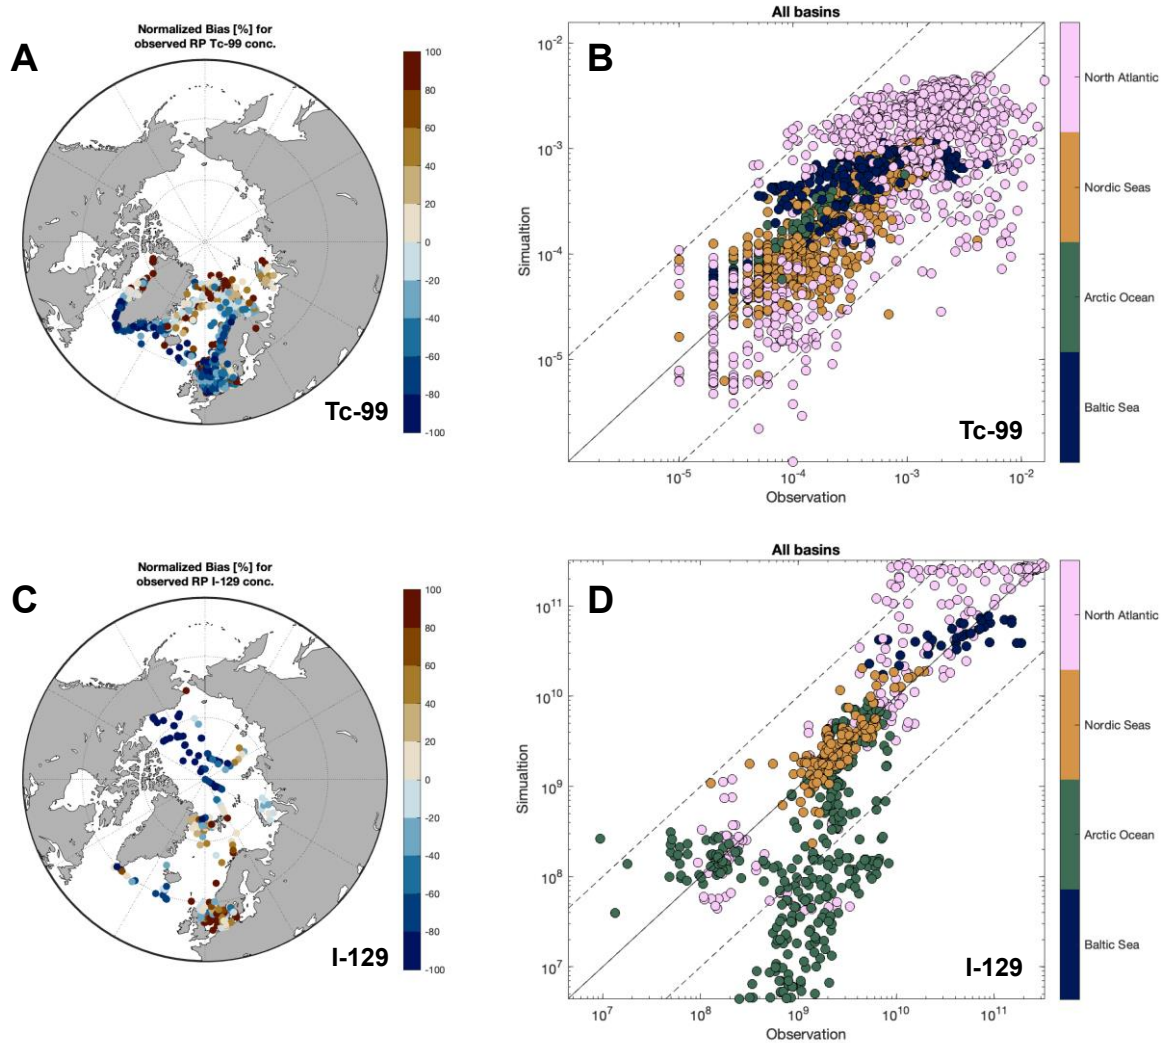 A
Normalized Bias [%] for
observed RP Tc-99 conc.
100
80
60
40
20
0
-20
-40
-60
-80
-100
Tc-99
B
All basins
10-2
10-3
10-4
10-5
Simualtion
10-5
10-4
10-3
10-2
Observation
Tc-99
North Atlantic
Nordic Seas
Arctic Ocean
Baltic Sea
C
Normalized Bias [%] for
observed RP I-129 conc.
100
80
60
40
20
0
-20
-40
-60
-80
-100
I-129
D
All basins
10^11
10^10
10^9
10^8
10^7
Simualtion
10^7
10^8
10^9
10^10
10^11
Observation
I-129
North Atlantic
Nordic Seas
Arctic Ocean
Baltic Sea